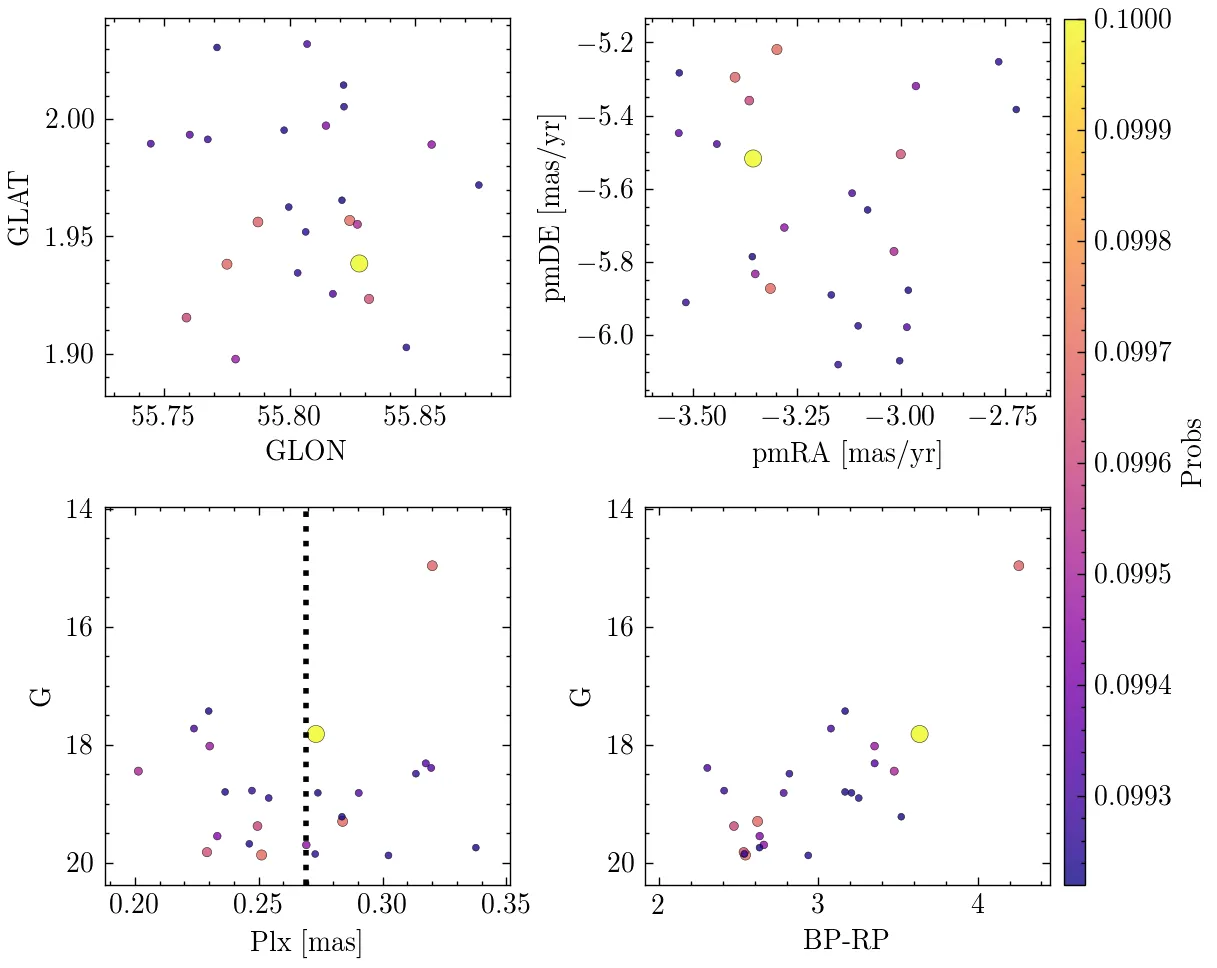 2.00
1.95
1.90
GLAT
55.75 55.80 55.85
GLON
−5.2
−5.4
−5.6
−5.8
−6.0
pmDE [mas/yr]
−3.50 −3.25 −3.00 −2.75
pmRA [mas/yr]
14
16
18
20
G
0.20 0.25 0.30 0.35
Plx [mas]
14
16
18
20
G
2 3 4
BP-RP
0.1000
0.0999
0.0998
0.0997
0.0996
0.0995
0.0994
0.0993
Probs